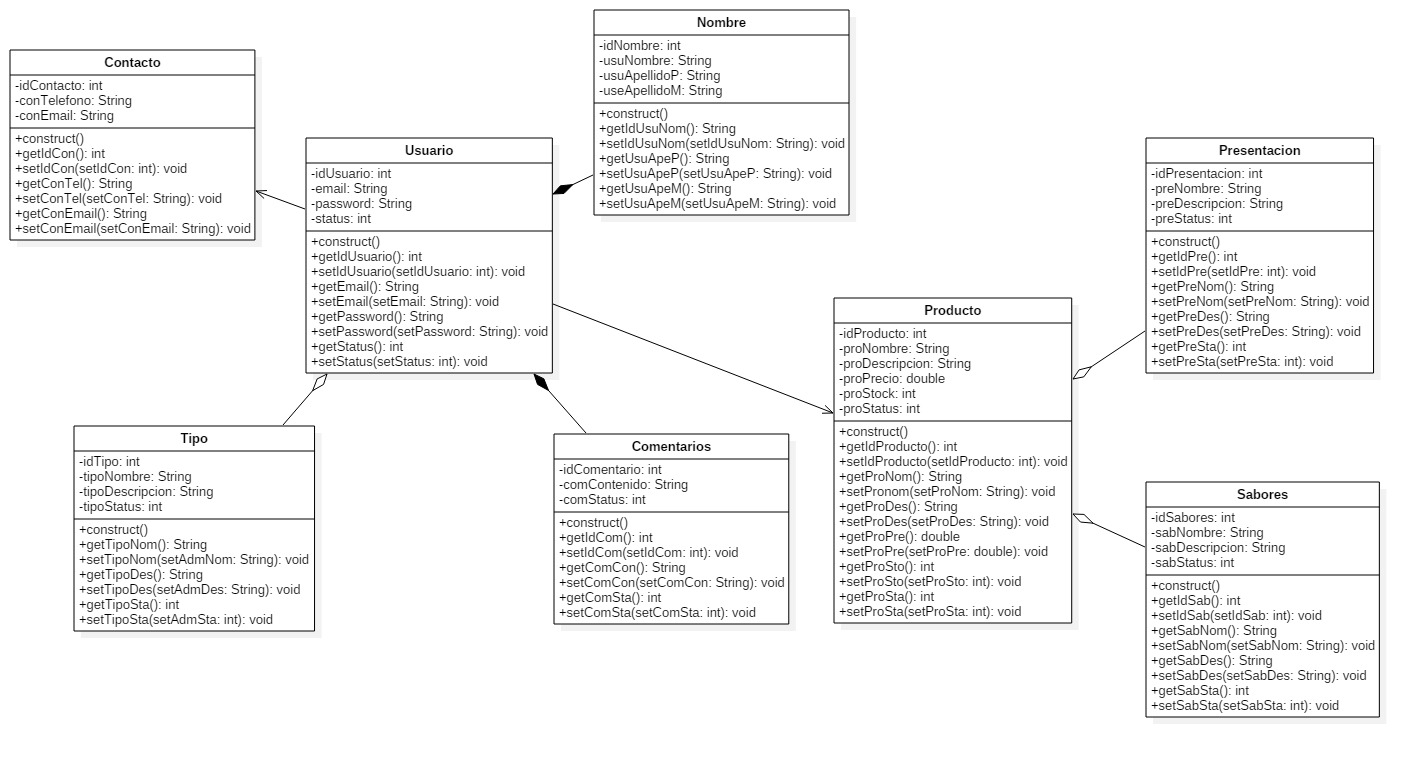 Contacto
-idContacto: int
-conTelefono: String
-conEmail: String
+construct()
+getIdCon(): int
+setIdCon(setIdCon: int): void
+getConTel(): String
+setConTel(setConTel: String): void
+getConEmail(): String
+setConEmail(setConEmail: String): void
Usuario
-idUsuario: int
-email: String
-password: String
-status: int
+construct()
+getIdUsuario(): int
+setIdUsuario(setIdUsuario: int): void
+getEmail(): String
+setEmail(setEmail: String): void
+getPassword(): String
+setPassword(setPassword: String): void
+getStatus(): int
+setStatus(setStatus: int): void
Nombre
-idNombre: int
-usuNombre: String
-usuApellidoP: String
-useApellidoM: String
+construct()
+getIdUsuNom(): String
+setIdUsuNom(setIdUsuNom: String): void
+getUsuApeP(): String
+setUsuApeP(setUsuApeP: String): void
+getUsuApeM(): String
+setUsuApeM(setUsuApeM: String): void
Presentacion
-idPresentacion: int
-preNombre: String
-preDescripcion: String
-preStatus: int
+construct()
+getIdPre(): int
+setIdPre(setIdPre: int): void
+getPreNom(): String
+setPreNom(setPreNom: String): void
+getPreDes(): String
+setPreDes(setPreDes: String): void
+getPreSta(): int
+setPreSta(setPreSta: int): void
Producto
-idProducto: int
-proNombre: String
-proDescripcion: String
-proPrecio: double
-proStock: int
-proStatus: int
+construct()
+getIdProducto(): int
+setIdProducto(setIdProducto: int): void
+getProNom(): String
+setPronom(setProNom: String): void
+getProDes(): String
+setProDes(setProDes: String): void
+getProPre(): double
+setProPre(setProPre: double): void
+getProSto(): int
+setProSto(setProSto: int): void
+getProSta(): int
+setProSta(setProSta: int): void
Tipo
-idTipo: int
-tipoNombre: String
-tipoDescripcion: String
-tipoStatus: int
+construct()
+getTipoNom(): String
+setTipoNom(setAdmNom: String): void
+getTipoDes(): String
+setTipoDes(setAdmDes: String): void
+getTipoSta(): int
+setTipoSta(setAdmSta: int): void
Comentarios
-idComentario: int
-comContenido: String
-comStatus: int
+construct()
+getIdCom(): int
+setIdCom(setIdCom: int): void
+getComCon(): String
+setComCon(setComCon: String): void
+getComSta(): int
+setComSta(setComSta: int): void
Sabores
-idSabores: int
-sabNombre: String
-sabDescripcion: String
-sabStatus: int
+construct()
+getIdSab(): int
+setIdSab(setIdSab: int): void
+getSabNom(): String
+setSabNom(setSabNom: String): void
+getSabDes(): String
+setSabDes(setSabDes: String): void
+getSabSta(): int
+setSabSta(setSabSta: int): void